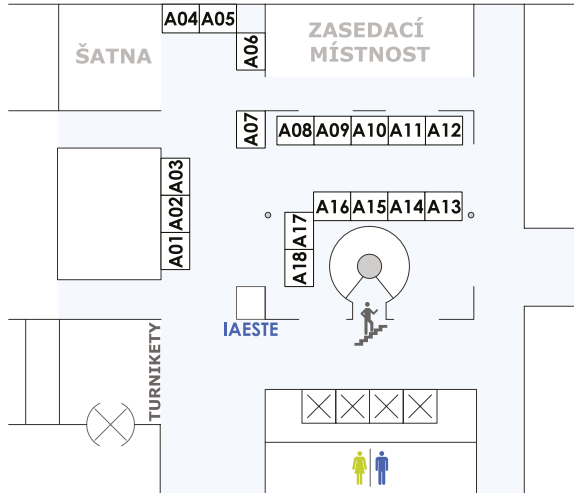 A04 A05
A06
ZASEDACÍ
MÍSTNOST
ŠATNA
A07
A08 A09 A10 A11 A12
A03
A02
A01
A16 A15 A14 A13
A17
A18
IAESTE
TURNIKETY